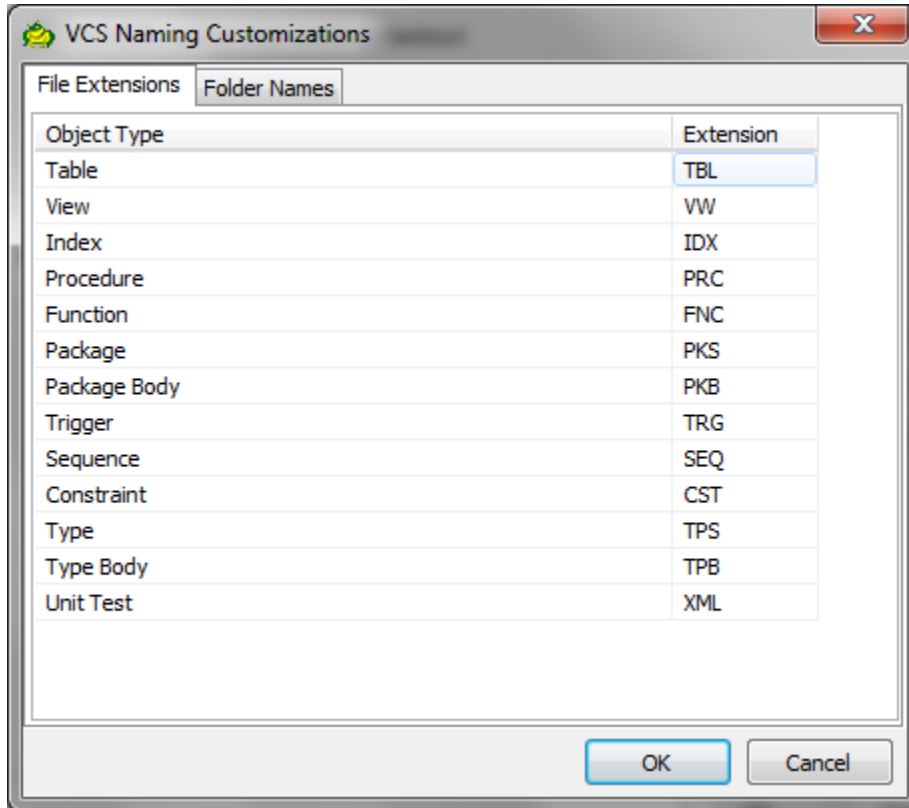 VCS Naming Customizations
File Extensions Folder Names
Object Type Extension
Table TBL
View VW
Index IDX
Procedure PRC
Function FNC
Package PKS
Package Body PKB
Trigger TRG
Sequence SEQ
Constraint CST
Type TPS
Type Body TPB
Unit Test XML
OK Cancel